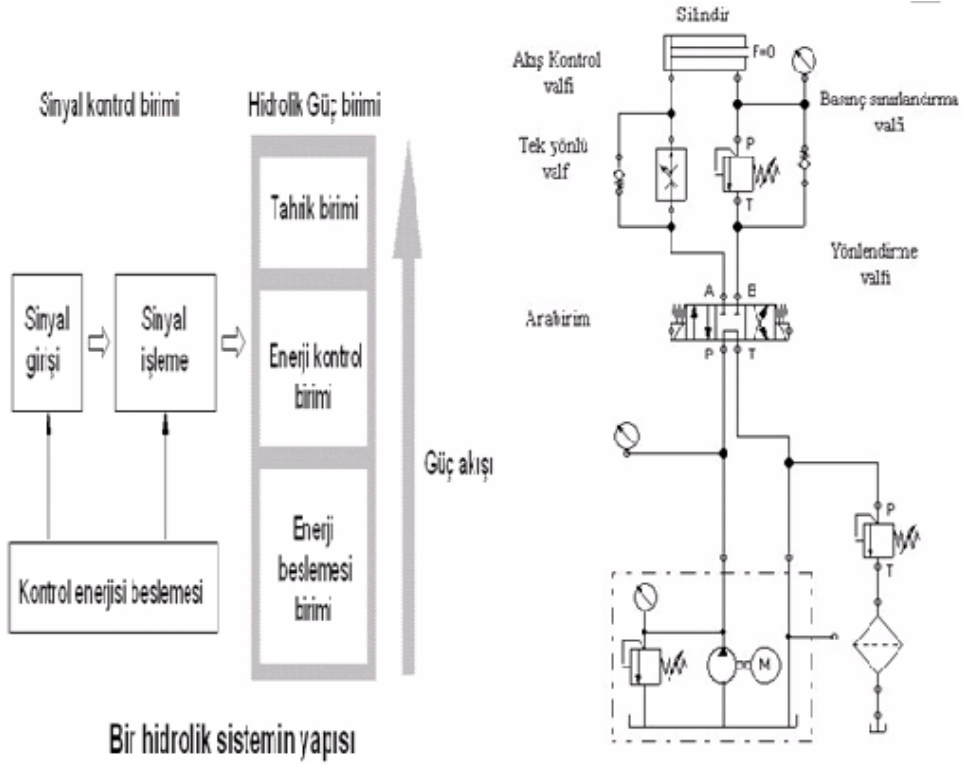 Sinyal kontrol birimi
Hidrolik Güç birimi
Tahrik birimi
Sinyal
girişi
Sinyal
işleme
Enerji kontrol
birimi
Güç akışı
Enerji
beslemesi
birimi
Kontrol enerjisi beslemesi
Bir hidrolik sistemin yapısı
Silindir
F=0
Akış Kontrol
valfi
Basınç sınırlandırma
valfi
Tek yönlü
valf
P
T
Yönlendirme
valfi
A B
Arabirim
P T
P
T
M